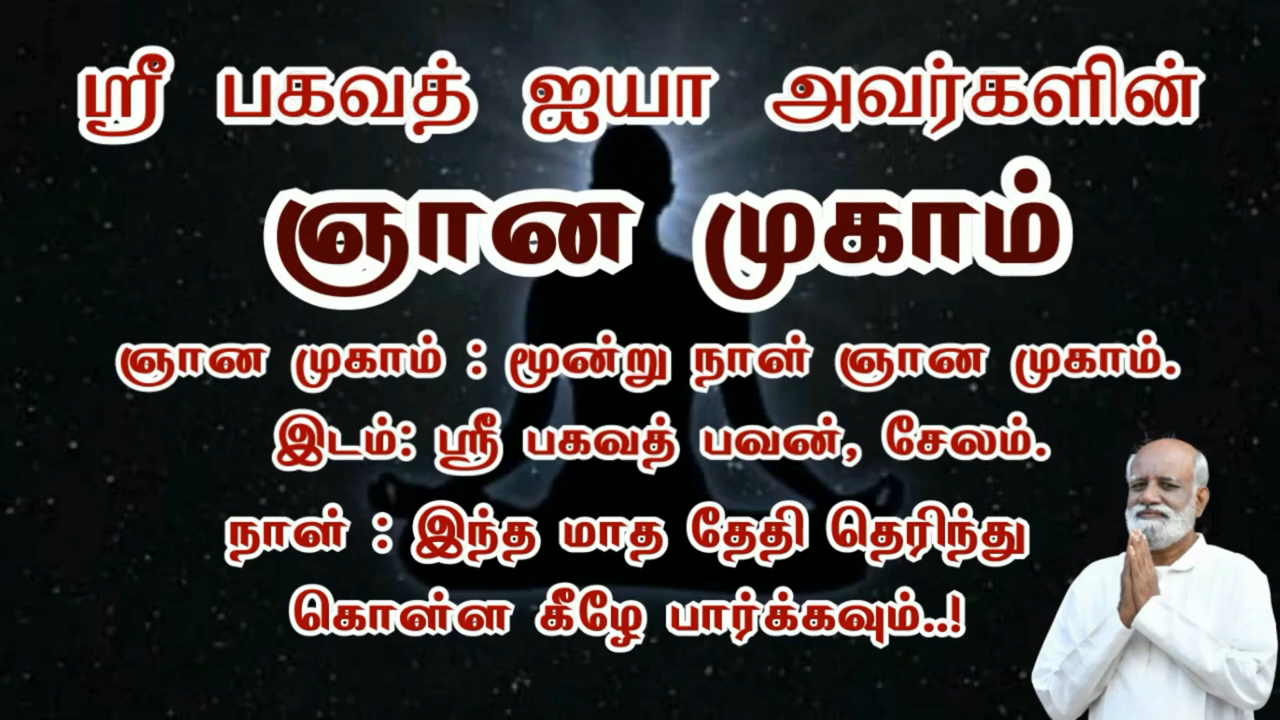 ஸ்ரீ பகவத் ஐயா அவர்களின்
ஞான முகாம்
ஞான முகாம் : மூன்று நாள் ஞான முகாம்.
இடம்: ஸ்ரீ பகவத் பவன், சேலம்.
நாள் : இந்த மாத தேதி தெரிந்து
கொள்ள கீழே பார்க்கவும்..!